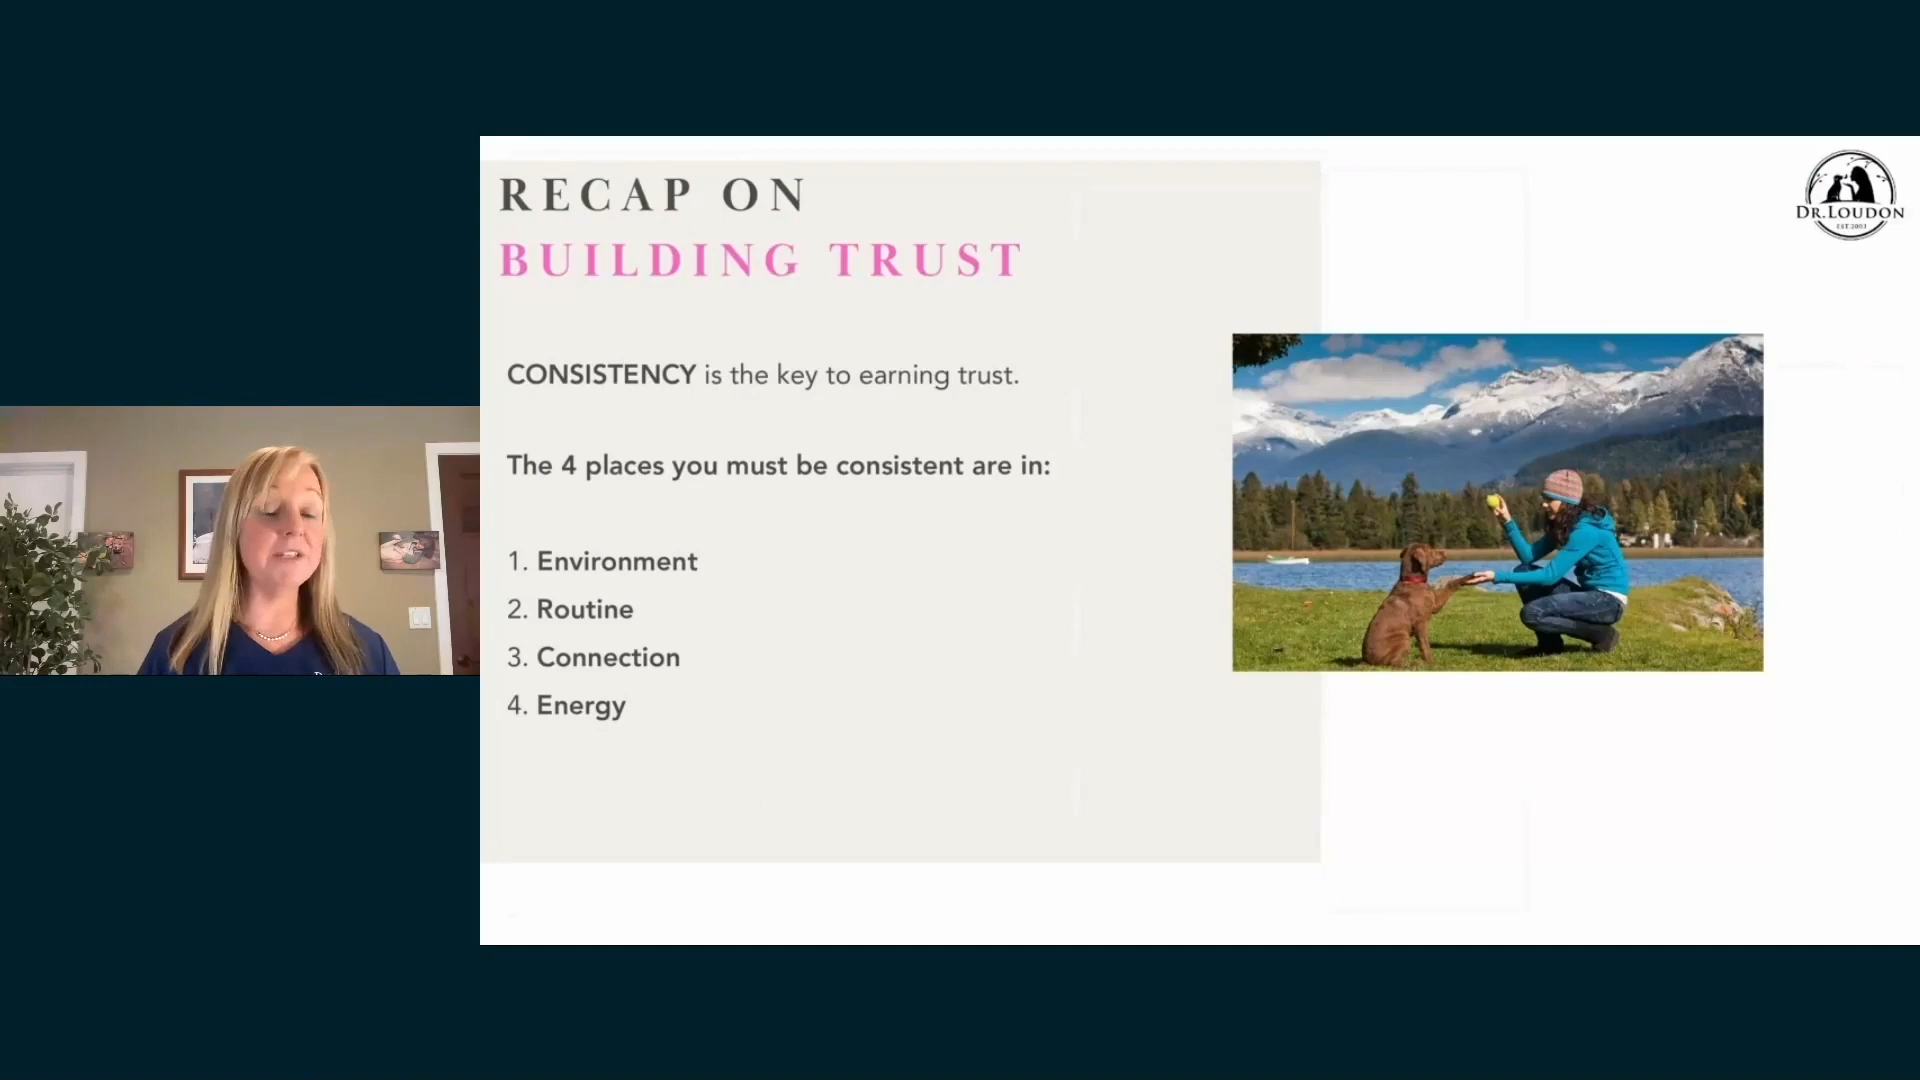 RECAP ON
BUILDING TRUST
DR.LOUDON
EST.2003
CONSISTENCY is the key to earning trust.
The 4 places you must be consistent are in:
1. Environment
2. Routine
3. Connection
4. Energy